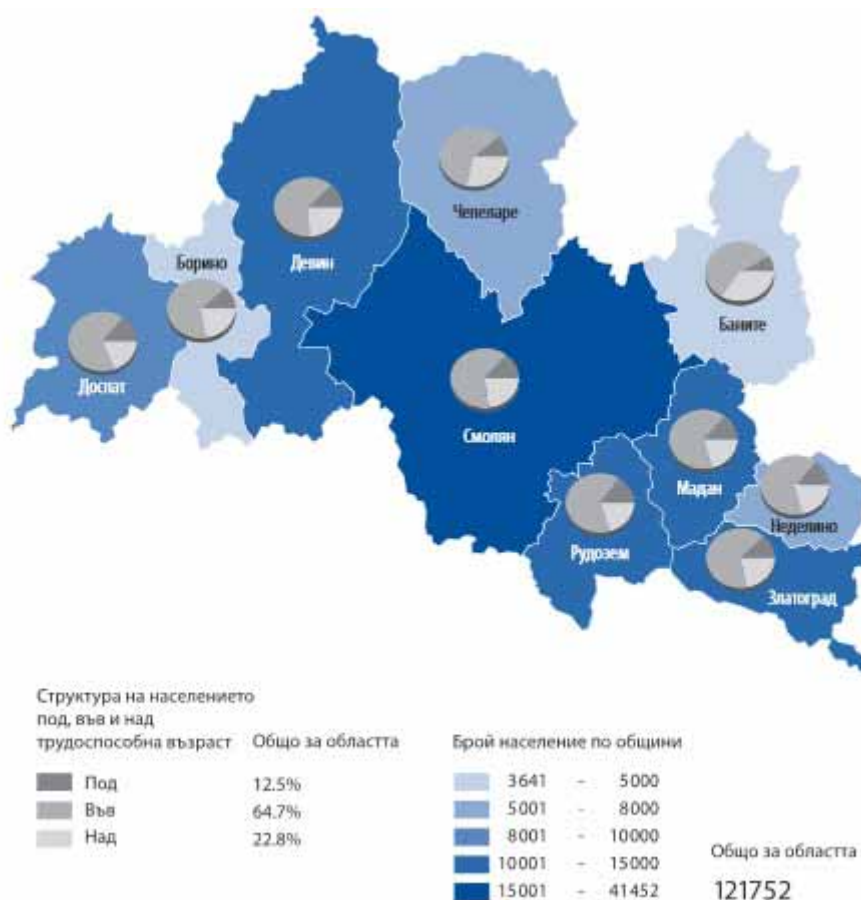 Чепеларе
Борино
Девин
Баните
Доспат
Смолян
Мадан
Неделино
Рудозем
Златоград
Структура на населението
под, във и над
трудоспособна възраст Общо за областта
Под 12.5%
Във 64.7%
Над 22.8%
Брой население по общини
3641 - 5000
5001 - 8000
8001 - 10000
10001 - 15000
15001 - 41452
Общо за областта
121752